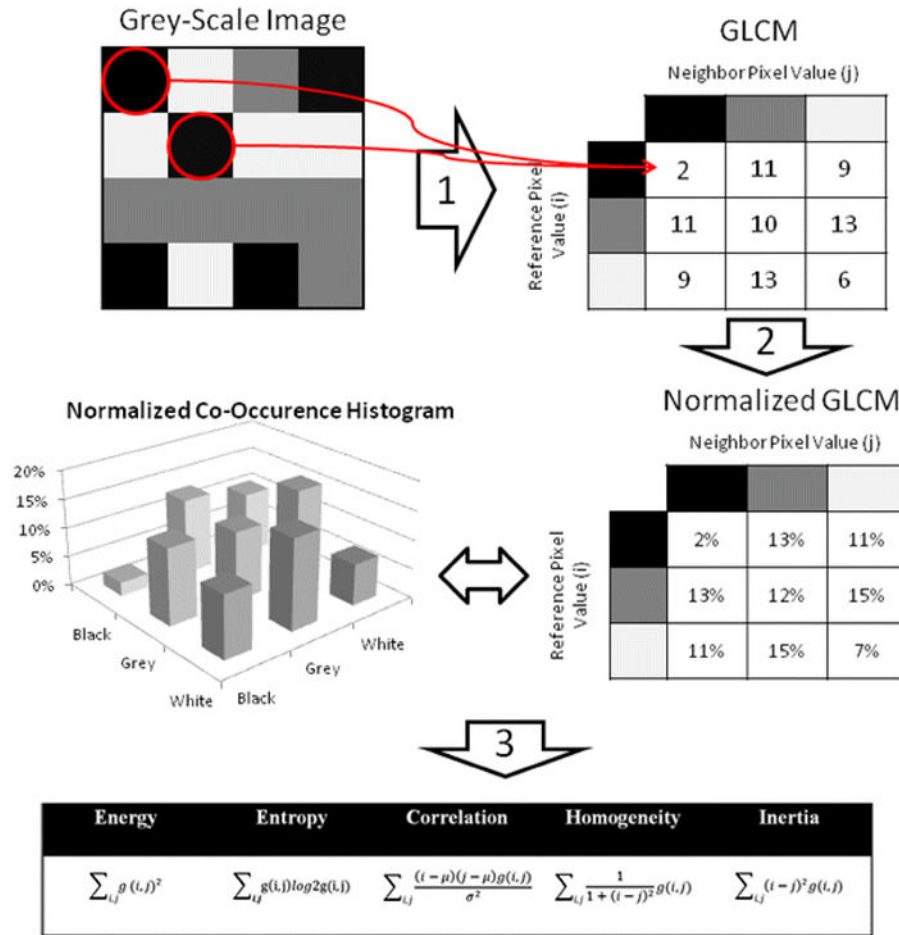 Grey-Scale Image
GLCM
Neighbor Pixel Value (j)
Reference Pixel
Value (i)
1
2 11 9
11 10 13
9 13 6
2
Normalized Co-Occurence Histogram
20%
15%
10%
5%
0%
Black
Grey
White
Black
Grey
White
Normalized GLCM
Neighbor Pixel Value (j)
Reference Pixel
Value (i)
2% 13% 11%
13% 12% 15%
11% 15% 7%
3
Energy Entropy Correlation Homogeneity Inertia
∑i,j g(i,j)² ∑i,j g(i,j)log2g(i,j) ∑i,j (i − μ)(j − μ)g(i,j) / σ² ∑i,j 1 / 1 + (i − j)² g(i,j) ∑i,j (i − j)² g(i,j)